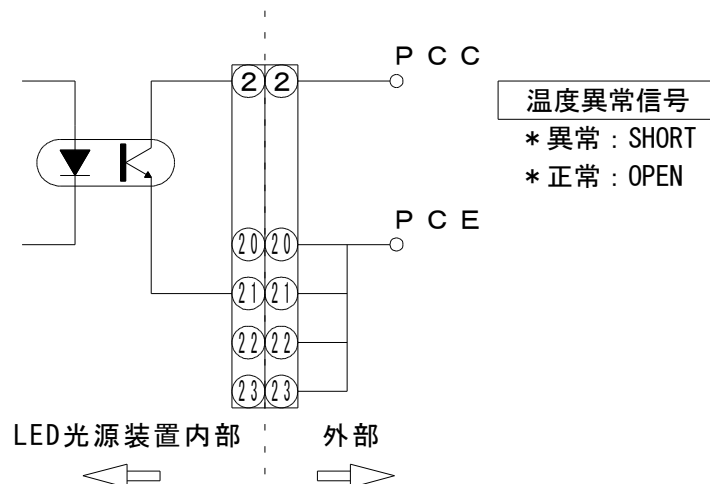 ＰＣＣ
② ②
温度異常信号
＊異常：SHORT
＊正常：OPEN
ＰＣＥ
⑳ ⑳
㉑ ㉑
㉒ ㉒
㉓ ㉓
LED光源装置内部 外部